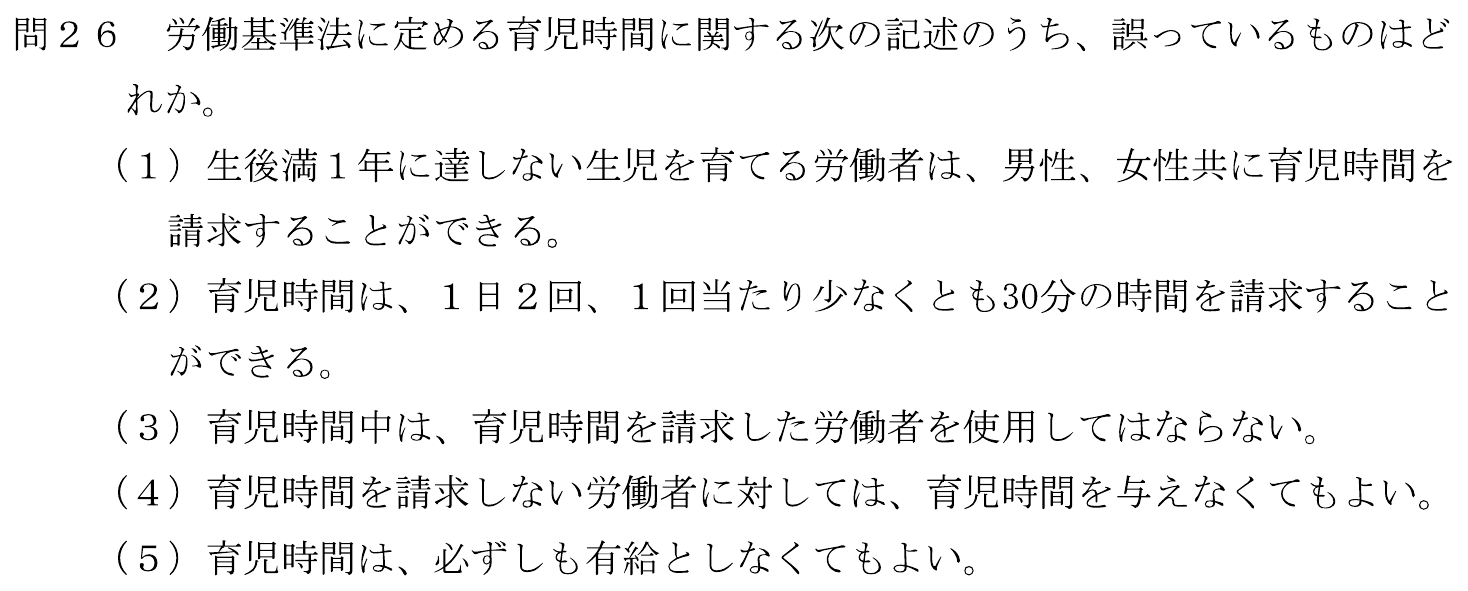 問２６　労働基準法に定める育児時間に関する次の記述のうち、誤っているものはど
れか。
（１）生後満１年に達しない生児を育てる労働者は、男性、女性共に育児時間を
請求することができる。
（２）育児時間は、１日２回、１回当たり少なくとも30分の時間を請求すること
ができる。
（３）育児時間中は、育児時間を請求した労働者を使用してはならない。
（４）育児時間を請求しない労働者に対しては、育児時間を与えなくてもよい。
（５）育児時間は、必ずしも有給としなくてもよい。